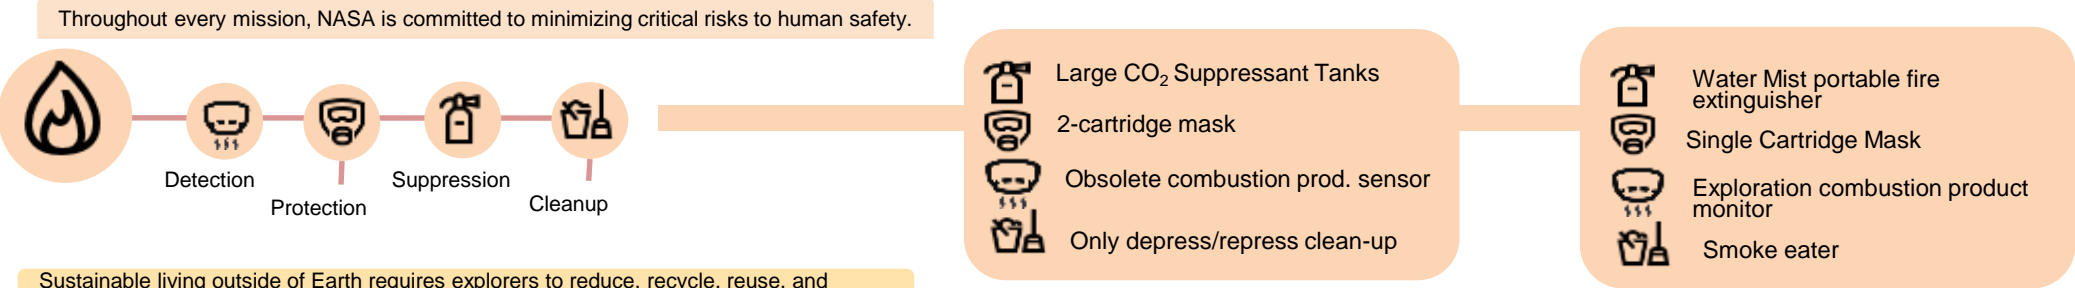 Throughout every mission, NASA is committed to minimizing critical risks to human safety.
Detection
Protection
Suppression
Cleanup
Large CO₂ Suppressant Tanks
2-cartridge mask
Obsolete combustion prod. sensor
Only depress/repress clean-up
Water Mist portable fire
extinguisher
Single Cartridge Mask
Exploration combustion product
monitor
Smoke eater
Sustainable living outside of Earth requires explorers to reduce, recycle, reuse, and